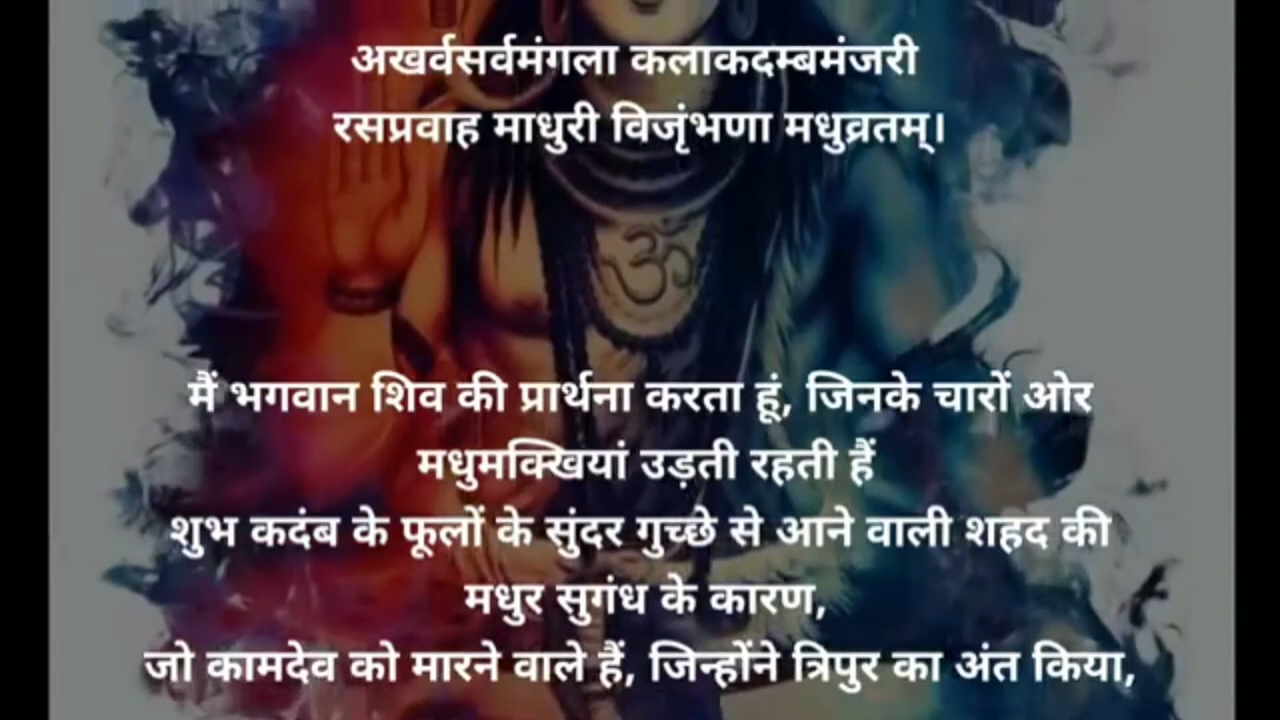 अखर्वसर्वमंगला कलाकदम्बमंजरी
रसप्रवाह माधुरी विजृंभणा मधुव्रतम्।
ॐ
मैं भगवान शिव की प्रार्थना करता हूं, जिनके चारों ओर
मधुमक्खियां उड़ती रहती हैं
शुभ कदंब के फूलों के सुंदर गुच्छे से आने वाली शहद की
मधुर सुगंध के कारण,
जो कामदेव को मारने वाले हैं, जिन्होंने त्रिपुर का अंत किया,